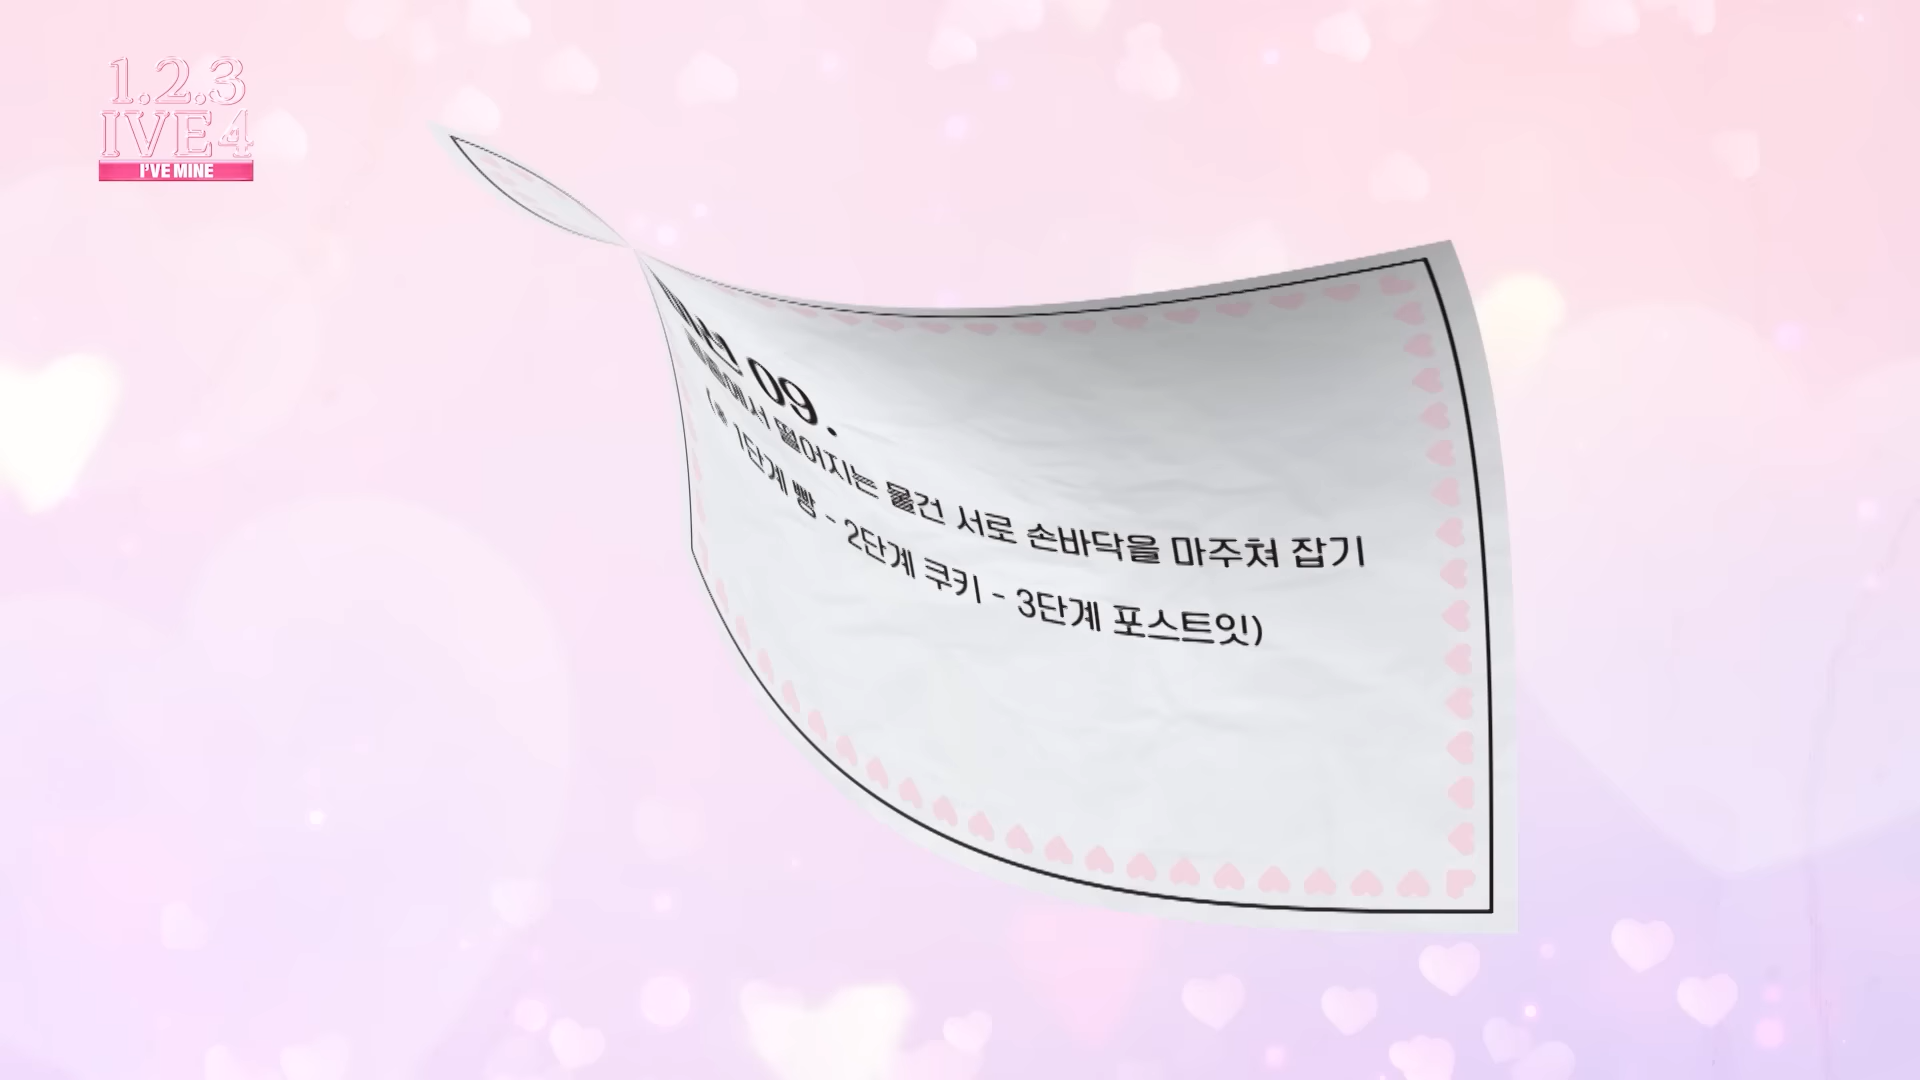 1.2.3
IVE4
I'VE MINE
09.
떨어지는 물건 서로 손바닥을 마주쳐 잡기
(※ 1단계 빵 - 2단계 쿠키 - 3단계 포스트잇)